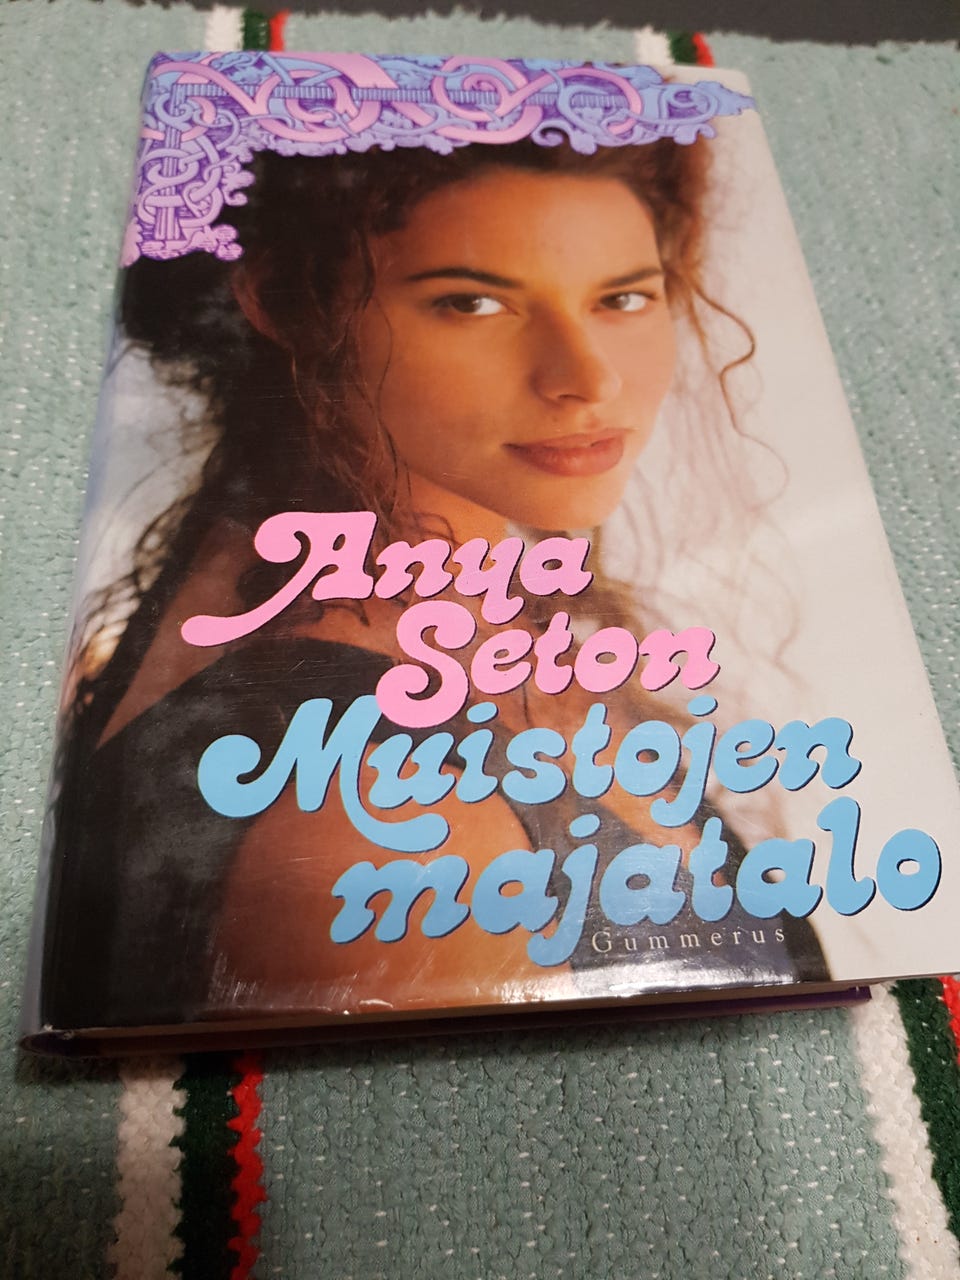 Anya
Seton
Muistojen
majatalo
Gummerus